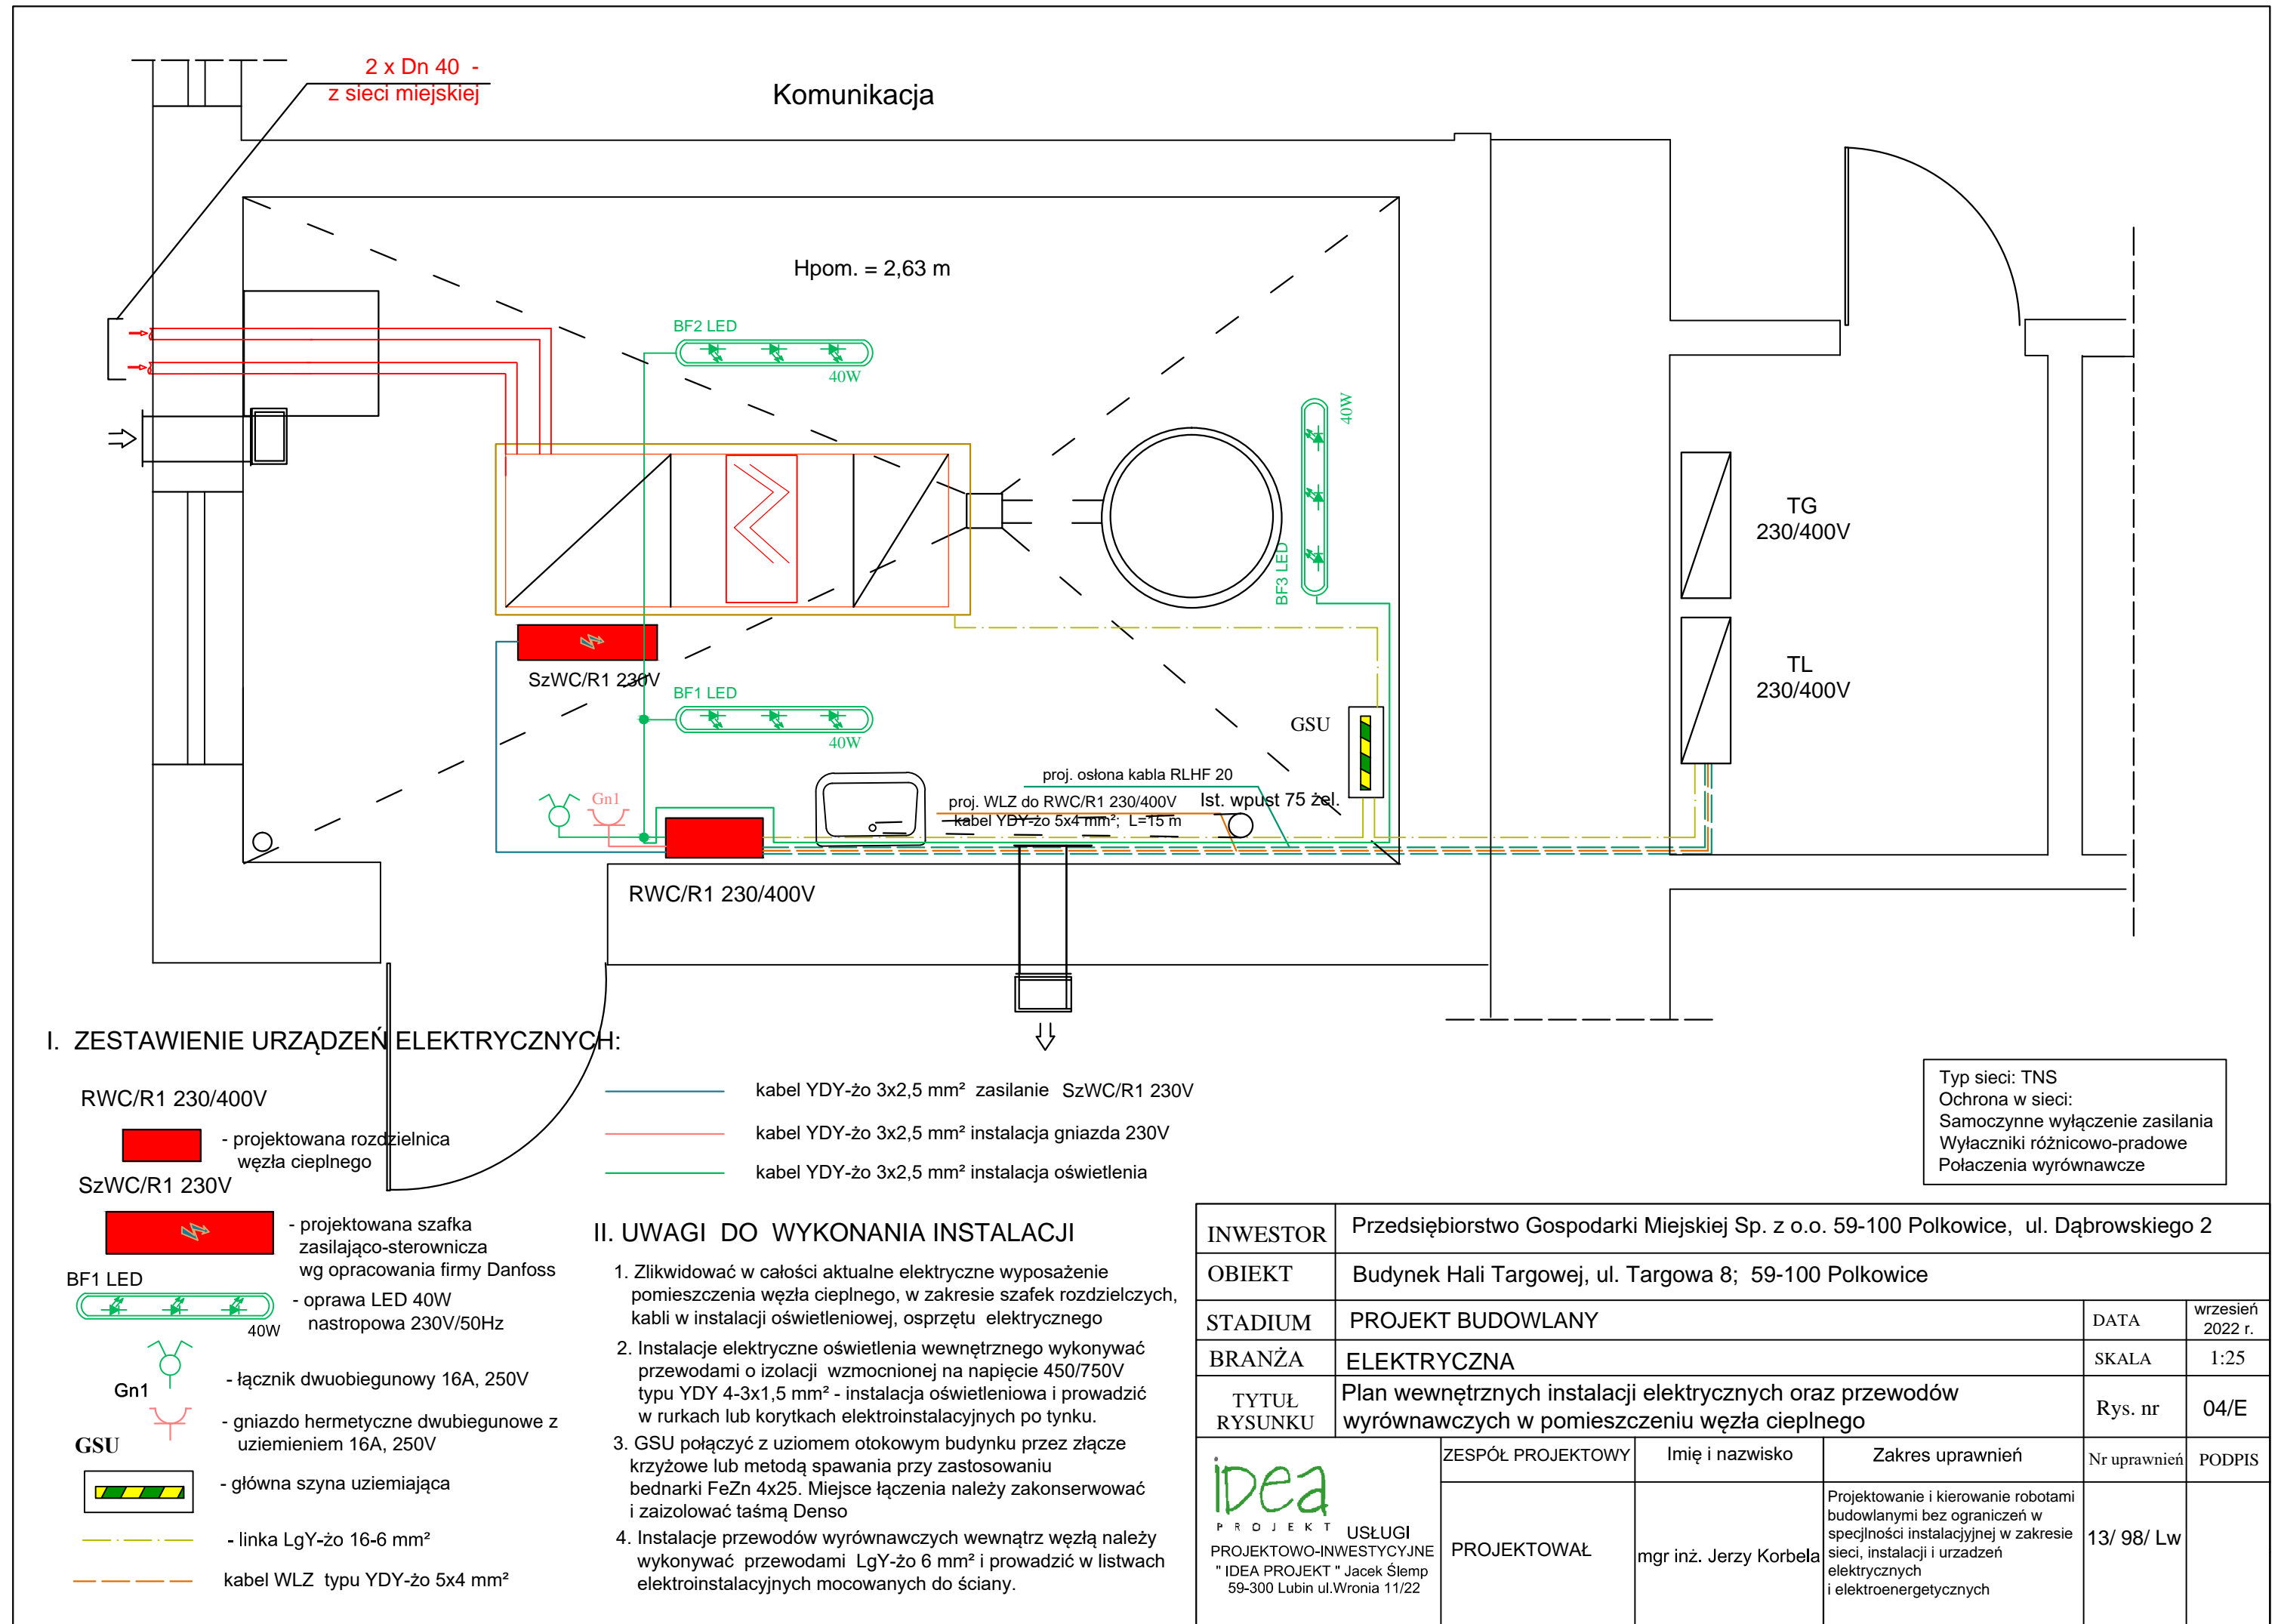 2 x Dn 40 -
z sieci miejskiej
Komunikacja
Hpom. = 2,63 m
BF2 LED
40W
40W
BF3 LED
TG
230/400V
TL
230/400V
SzWC/R1 230V
BF1 LED
40W
GSU
Gn1
proj. osłona kabla RLHF 20
proj. WLZ do RWC/R1 230/400V
kabel YDY-żo 5x4 mm²; L=15 m
Ist. wpust 75 żel.
RWC/R1 230/400V
I. ZESTAWIENIE URZĄDZEŃ ELEKTRYCZNYCH:
RWC/R1 230/400V
- projektowana rozdzielnica
węzła cieplnego
SzWC/R1 230V
- projektowana szafka
zasilająco-sterownicza
wg opracowania firmy Danfoss
BF1 LED
- oprawa LED 40W
nastropowa 230V/50Hz
40W
- łącznik dwuobiegunowy 16A, 250V
Gn1
- gniazdo hermetyczne dwubiegunowe z
uziemieniem 16A, 250V
GSU
- główna szyna uziemiająca
- linka LgY-żo 16-6 mm²
kabel WLZ typu YDY-żo 5x4 mm²
kabel YDY-żo 3x2,5 mm² zasilanie SzWC/R1 230V
kabel YDY-żo 3x2,5 mm² instalacja gniazda 230V
kabel YDY-żo 3x2,5 mm² instalacja oświetlenia
II. UWAGI DO WYKONANIA INSTALACJI
1. Zlikwidować w całości aktualne elektryczne wyposażenie
pomieszczenia węzła cieplnego, w zakresie szafek rozdzielczych,
kabli w instalacji oświetleniowej, osprzętu elektrycznego
2. Instalacje elektryczne oświetlenia wewnętrznego wykonywać
przewodami o izolacji wzmocnionej na napięcie 450/750V
typu YDY 4-3x1,5 mm² - instalacja oświetleniowa i prowadzić
w rurkach lub korytkach elektroinstalacyjnych po tynku.
3. GSU połączyć z uziomem otokowym budynku przez złącze
krzyżowe lub metodą spawania przy zastosowaniu
bednarki FeZn 4x25. Miejsce łączenia należy zakonserwować
i zaizolować taśmą Denso
4. Instalacje przewodów wyrównawczych wewnątrz węzłą należy
wykonywać przewodami LgY-żo 6 mm² i prowadzić w listwach
elektroinstalacyjnych mocowanych do ściany.
Typ sieci: TNS
Ochrona w sieci:
Samoczynne wyłączenie zasilania
Wyłaczniki różnicowo-pradowe
Połaczenia wyrównawcze
INWESTOR
Przedsiębiorstwo Gospodarki Miejskiej Sp. z o.o. 59-100 Polkowice, ul. Dąbrowskiego 2
OBIEKT
Budynek Hali Targowej, ul. Targowa 8; 59-100 Polkowice
STADIUM
PROJEKT BUDOWLANY
DATA
wrzesień
2022 r.
BRANŻA
ELEKTRYCZNA
SKALA
1:25
TYTUŁ
RYSUNKU
Plan wewnętrznych instalacji elektrycznych oraz przewodów
wyrównawczych w pomieszczeniu węzła cieplnego
Rys. nr
04/E
idea
PROJEKT
USŁUGI
PROJEKTOWO-INWESTYCYJNE
" IDEA PROJEKT " Jacek Ślemp
59-300 Lubin ul.Wronia 11/22
ZESPÓŁ PROJEKTOWY
Imię i nazwisko
Zakres uprawnień
Nr uprawnień
PODPIS
PROJEKTOWAŁ
mgr inż. Jerzy Korbela
Projektowanie i kierowanie robotami
budowlanymi bez ograniczeń w
specjlności instalacyjnej w zakresie
sieci, instalacji i urzadzeń
elektrycznych
i elektroenergetycznych
13/ 98/ Lw